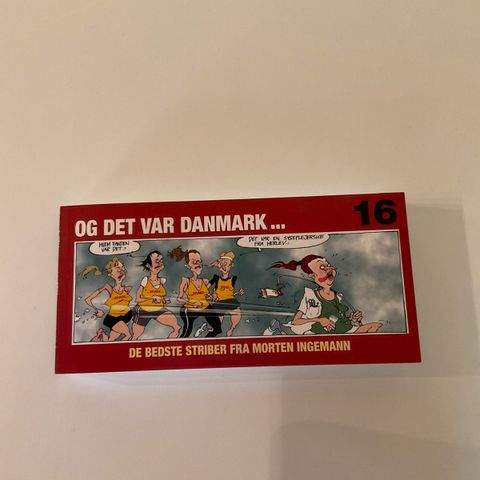 OG DET VAR DANMARK...
16
HVEM FANDEN
VAR DET?
DET VAR EN SYGEPLEJERSKE
FRA HERLEV!
DE BEDSTE STRIBER FRA MORTEN INGEMANN